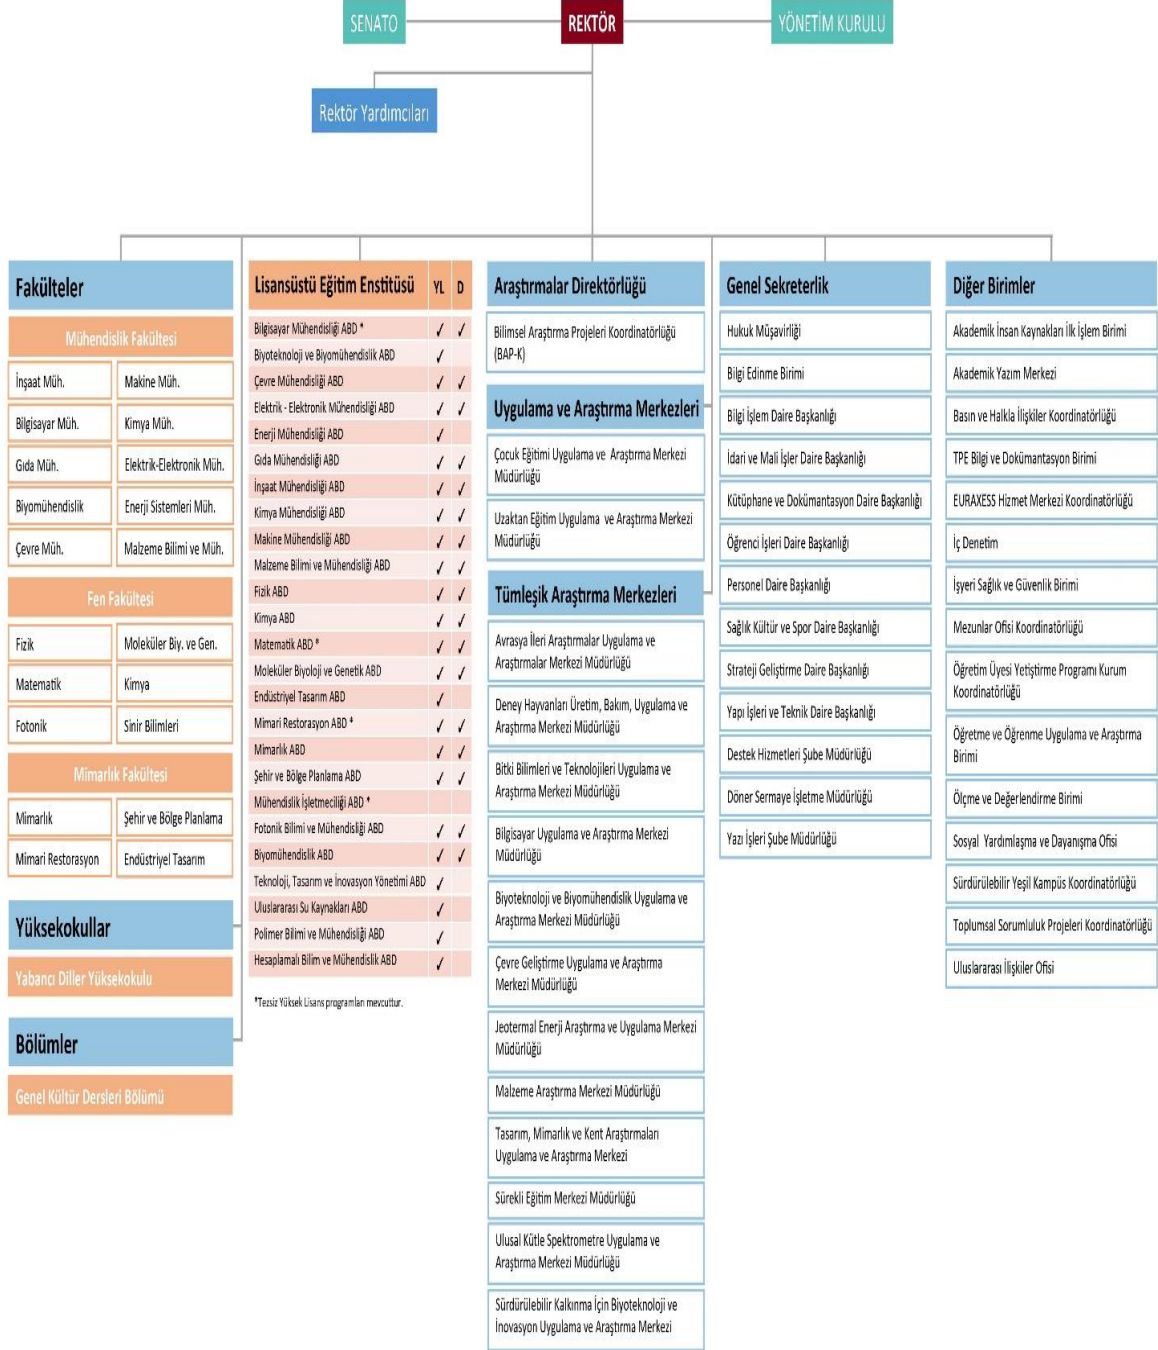 SENATO
REKTÖR
YÖNETİM KURULU
Rektör Yardımcıları
Fakülteler
Mühendislik Fakültesi
İnşaat Müh.
Makine Müh.
Bilgisayar Müh.
Kimya Müh.
Gıda Müh.
Elektrik-Elektronik Müh.
Biyomühendislik
Enerji Sistemleri Müh.
Çevre Müh.
Malzeme Bilimi ve Müh.
Fen Fakültesi
Fizik
Moleküler Biy. ve Gen.
Matematik
Kimya
Fotonik
Sinir Bilimleri
Mimarlık Fakültesi
Mimarlık
Şehir ve Bölge Planlama
Mimari Restorasyon
Endüstriyel Tasarım
Yüksekokullar
Yabancı Diller Yüksekokulu
Bölümler
Genel Kültür Dersleri Bölümü
Lisansüstü Eğitim Enstitüsü YL D
Bilgisayar Mühendisliği ABD * ✓ ✓
Biyoteknoloji ve Biyomühendislik ABD ✓
Çevre Mühendisliği ABD ✓ ✓
Elektrik - Elektronik Mühendisliği ABD ✓ ✓
Enerji Mühendisliği ABD ✓
Gıda Mühendisliği ABD ✓ ✓
İnşaat Mühendisliği ABD ✓ ✓
Kimya Mühendisliği ABD ✓ ✓
Makine Mühendisliği ABD ✓ ✓
Malzeme Bilimi ve Mühendisliği ABD ✓ ✓
Fizik ABD ✓ ✓
Kimya ABD ✓ ✓
Matematik ABD * ✓ ✓
Moleküler Biyoloji ve Genetik ABD ✓ ✓
Endüstriyel Tasarım ABD ✓
Mimari Restorasyon ABD * ✓ ✓
Mimarlık ABD ✓ ✓
Şehir ve Bölge Planlama ABD ✓ ✓
Mühendislik İşletmeciliği ABD *
Fotonik Bilimi ve Mühendisliği ABD ✓ ✓
Biyomühendislik ABD ✓ ✓
Teknoloji, Tasarım ve İnovasyon Yönetimi ABD ✓
Uluslararası Su Kaynakları ABD ✓
Polimer Bilimi ve Mühendisliği ABD ✓
Hesaplamalı Bilim ve Mühendislik ABD ✓
*Tezsiz Yüksek Lisans programları mevcuttur.
Araştırmalar Direktörlüğü
Bilimsel Araştırma Projeleri Koordinatörlüğü
(BAP-K)
Uygulama ve Araştırma Merkezleri
Çocuk Eğitimi Uygulama ve Araştırma Merkezi
Müdürlüğü
Uzaktan Eğitim Uygulama ve Araştırma Merkezi
Müdürlüğü
Tümleşik Araştırma Merkezleri
Avrasya İleri Araştırmalar Uygulama ve
Araştırmalar Merkezi Müdürlüğü
Deney Hayvanları Üretim, Bakım, Uygulama ve
Araştırma Merkezi Müdürlüğü
Bitki Bilimleri ve Teknolojileri Uygulama ve
Araştırma Merkezi Müdürlüğü
Bilgisayar Uygulama ve Araştırma Merkezi
Müdürlüğü
Biyoteknoloji ve Biyomühendislik Uygulama ve
Araştırma Merkezi Müdürlüğü
Çevre Geliştirme Uygulama ve Araştırma
Merkezi Müdürlüğü
Jeotermal Enerji Araştırma ve Uygulama Merkezi
Müdürlüğü
Malzeme Araştırma Merkezi Müdürlüğü
Tasarım, Mimarlık ve Kent Araştırmaları
Uygulama ve Araştırma Merkezi
Sürekli Eğitim Merkezi Müdürlüğü
Ulusal Kütle Spektrometre Uygulama ve
Araştırma Merkezi Müdürlüğü
Sürdürülebilir Kalkınma İçin Biyoteknoloji ve
İnovasyon Uygulama ve Araştırma Merkezi
Genel Sekreterlik
Hukuk Müşavirliği
Bilgi Edinme Birimi
Bilgi İşlem Daire Başkanlığı
İdari ve Mali İşler Daire Başkanlığı
Kütüphane ve Dokümantasyon Daire Başkanlığı
Öğrenci İşleri Daire Başkanlığı
Personel Daire Başkanlığı
Sağlık Kültür ve Spor Daire Başkanlığı
Strateji Geliştirme Daire Başkanlığı
Yapı İşleri ve Teknik Daire Başkanlığı
Destek Hizmetleri Şube Müdürlüğü
Döner Sermaye İşletme Müdürlüğü
Yazı İşleri Şube Müdürlüğü
Diğer Birimler
Akademik İnsan Kaynakları İlk İşlem Birimi
Akademik Yazım Merkezi
Basın ve Halkla İlişkiler Koordinatörlüğü
TPE Bilgi ve Dokümantasyon Birimi
EURAXESS Hizmet Merkezi Koordinatörlüğü
İç Denetim
İşyeri Sağlık ve Güvenlik Birimi
Mezunlar Ofisi Koordinatörlüğü
Öğretim Üyesi Yetiştirme Programı Kurum
Koordinatörlüğü
Öğretme ve Öğrenme Uygulama ve Araştırma
Birimi
Ölçme ve Değerlendirme Birimi
Sosyal Yardımlaşma ve Dayanışma Ofisi
Sürdürülebilir Yeşil Kampüs Koordinatörlüğü
Toplumsal Sorumluluk Projeleri Koordinatörlüğü
Uluslararası İlişkiler Ofisi